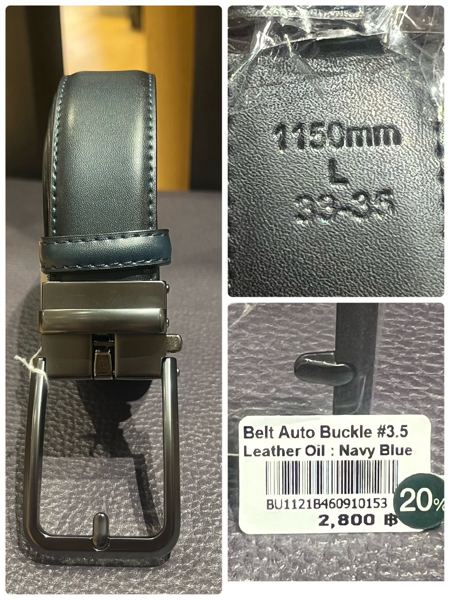 1150mm
L
33-35
Belt Auto Buckle #3.5
Leather Oil : Navy Blue
BU1121B460910153
2,800 ฿
20%